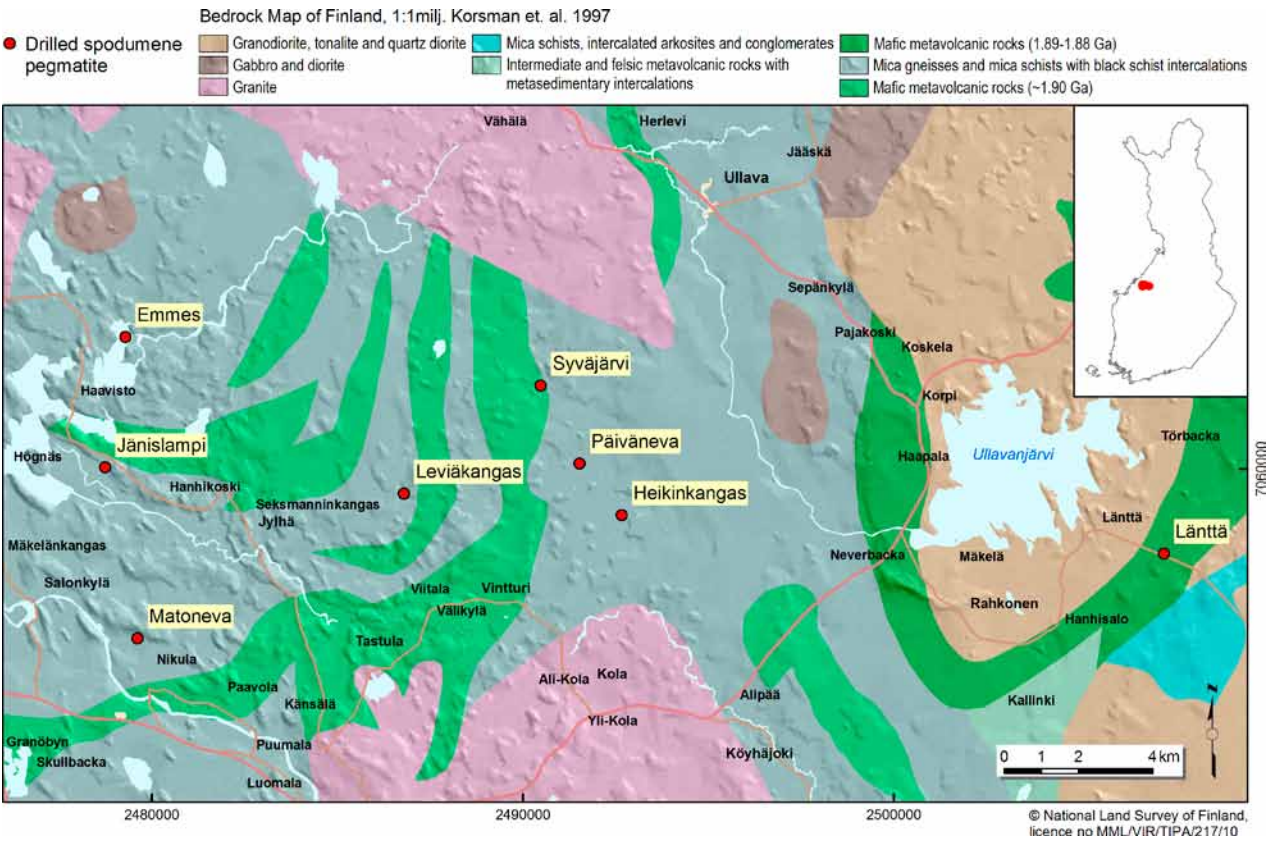 Bedrock Map of Finland, 1:1milj. Korsman et. al. 1997
Drilled spodumene
pegmatite
Granodiorite, tonalite and quartz diorite
Gabbro and diorite
Granite
Mica schists, intercalated arkosites and conglomerates
Intermediate and felsic metavolcanic rocks with
metasedimentary intercalations
Mafic metavolcanic rocks (1.89-1.88 Ga)
Mica gneisses and mica schists with black schist intercalations
Mafic metavolcanic rocks (~1.90 Ga)
Vähälä
Herlevi
Jääskä
Ullava
Sepänkylä
Emmes
Pajakoski
Koskela
Syväjärvi
Haavisto
Korpi
Jänislampi
Päiväneva
Törbacka
Högnäs
Haapala
Ullavanjärvi
Leviäkangas
Hanhikoski
Heikinkangas
7060000
Seksmanninkangas
Jylhä
Länttä
Länttä
Mäkelänkangas
Neverbacka
Mäkelä
Salonkylä
Viitala
Vintturi
Välikylä
Rahkonen
Matoneva
Hanhisalo
Tastula
Nikula
Ali-Kola
Kola
Paavola
Känsälä
Alipää
Kallinki
Yli-Kola
Granöbyn
Puumala
Köyhäjoki
Skullbacka
Luomala
0 1 2 4 km
z
2480000
2490000
2500000
© National Land Survey of Finland,
licence no MML/VIR/TIPA/217/10